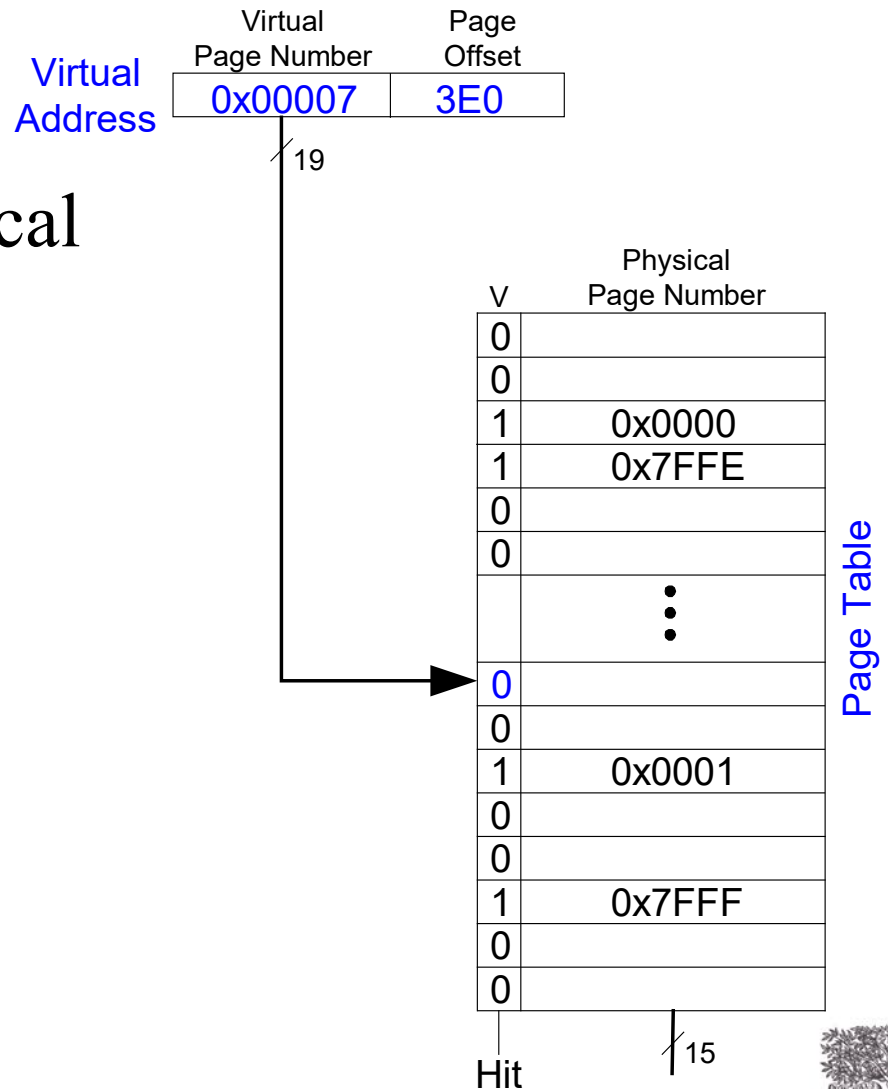 Virtual
Page Number
Page
Offset
Virtual
Address
0x00007
3E0
19
cal
V
Physical
Page Number
0
0
1 0x0000
1 0x7FFE
0
0
0
0
1 0x0001
0
0
1 0x7FFF
0
0
Page Table
Hit
15